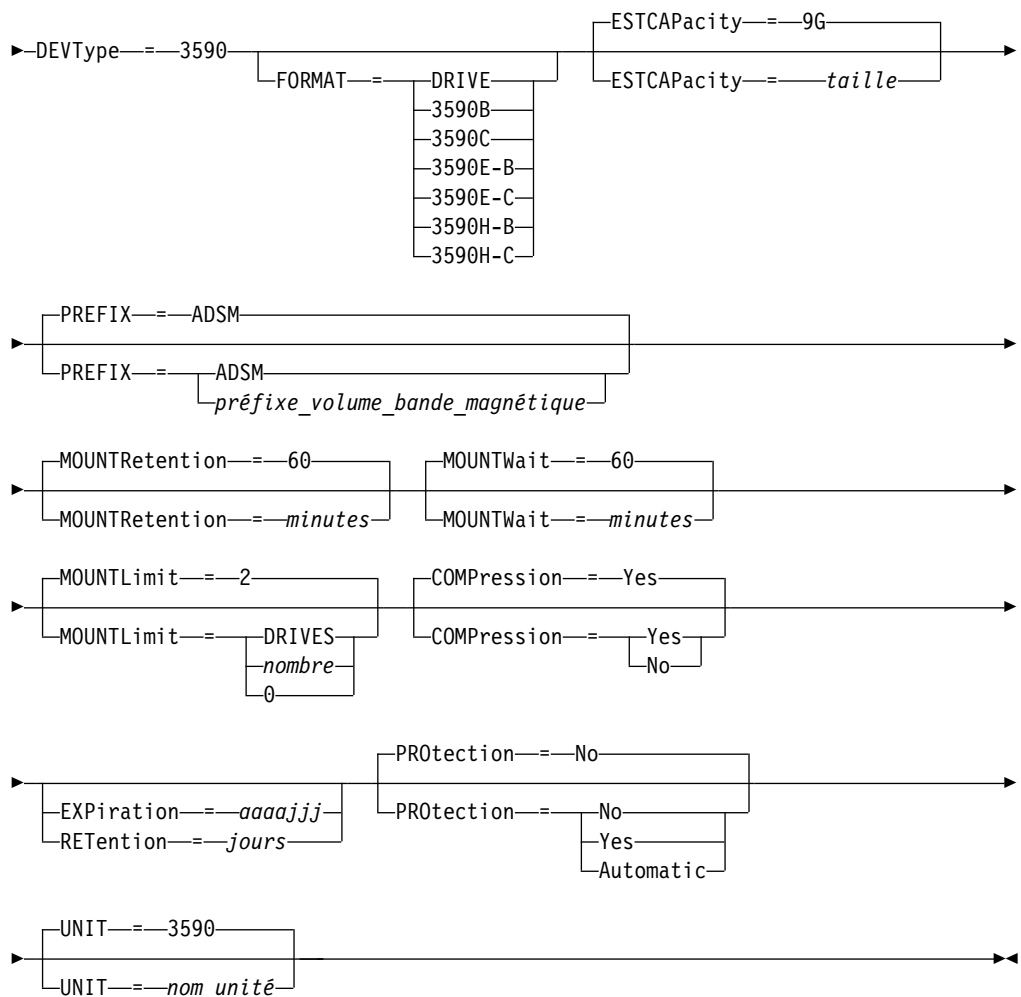 ESTCAPacity = 9G
DEVType = 3590
FORMAT = DRIVE
ESTCAPacity = taille
3590B
3590C
3590E-B
3590E-C
3590H-B
3590H-C
PREFIX = ADSM
PREFIX = ADSM
préfixe_volume_bande_magnétique
MOUNTRetention = 60
MOUNTWait = 60
MOUNTRetention = minutes
MOUNTWait = minutes
MOUNTLimit = 2
COMPression = Yes
MOUNTLimit = DRIVES
COMPression = Yes
nombre
No
0
PROtection = No
EXPiration = aaaajjj
PROtection = No
RETention = jours
Yes
Automatic
UNIT = 3590
UNIT = nom unité